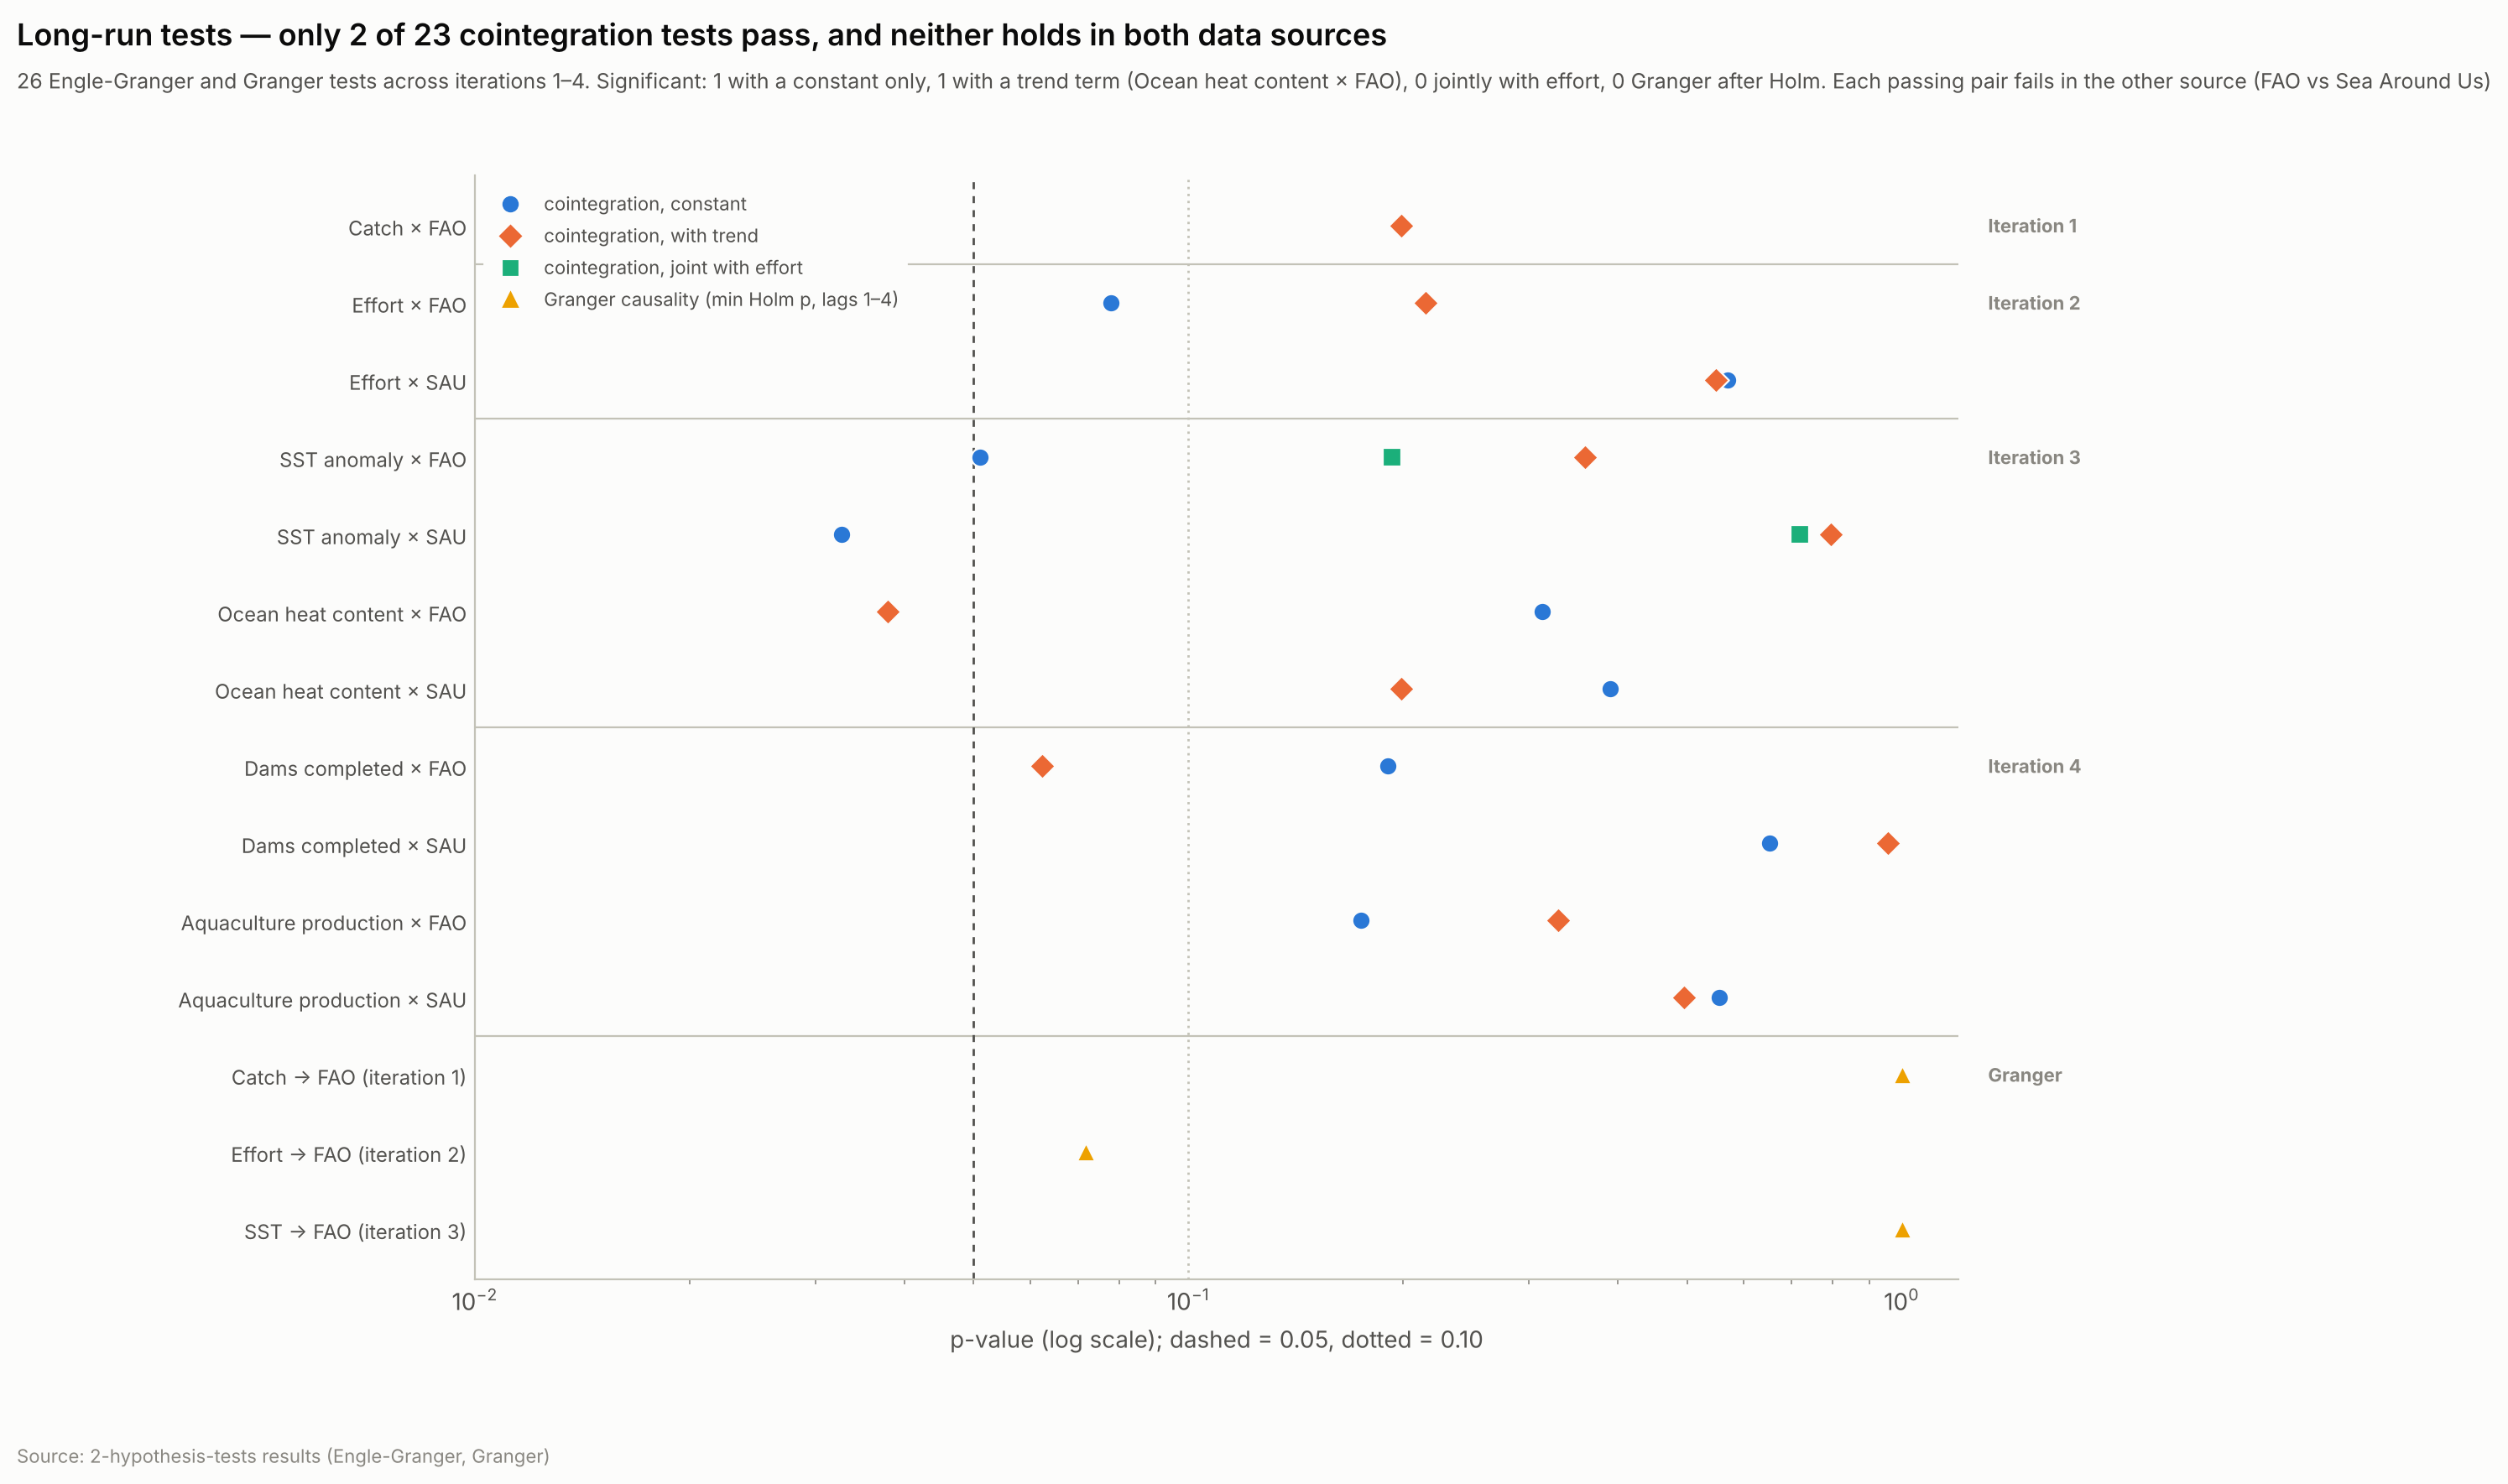 Long-run tests — only 2 of 23 cointegration tests pass, and neither holds in both data sources
26 Engle-Granger and Granger tests across iterations 1–4. Significant: 1 with a constant only, 1 with a trend term (Ocean heat content × FAO), 0 jointly with effort, 0 Granger after Holm. Each passing pair fails in the other source (FAO vs Sea Around Us)
cointegration, constant
cointegration, with trend
cointegration, joint with effort
Granger causality (min Holm p, lags 1–4)
Catch × FAO
Iteration 1
Effort × FAO
Iteration 2
Effort × SAU
SST anomaly × FAO
Iteration 3
SST anomaly × SAU
Ocean heat content × FAO
Ocean heat content × SAU
Dams completed × FAO
Iteration 4
Dams completed × SAU
Aquaculture production × FAO
Aquaculture production × SAU
Catch → FAO (iteration 1)
Granger
Effort → FAO (iteration 2)
SST → FAO (iteration 3)
10⁻² 10⁻¹ 10⁰
p-value (log scale); dashed = 0.05, dotted = 0.10
Source: 2-hypothesis-tests results (Engle-Granger, Granger)